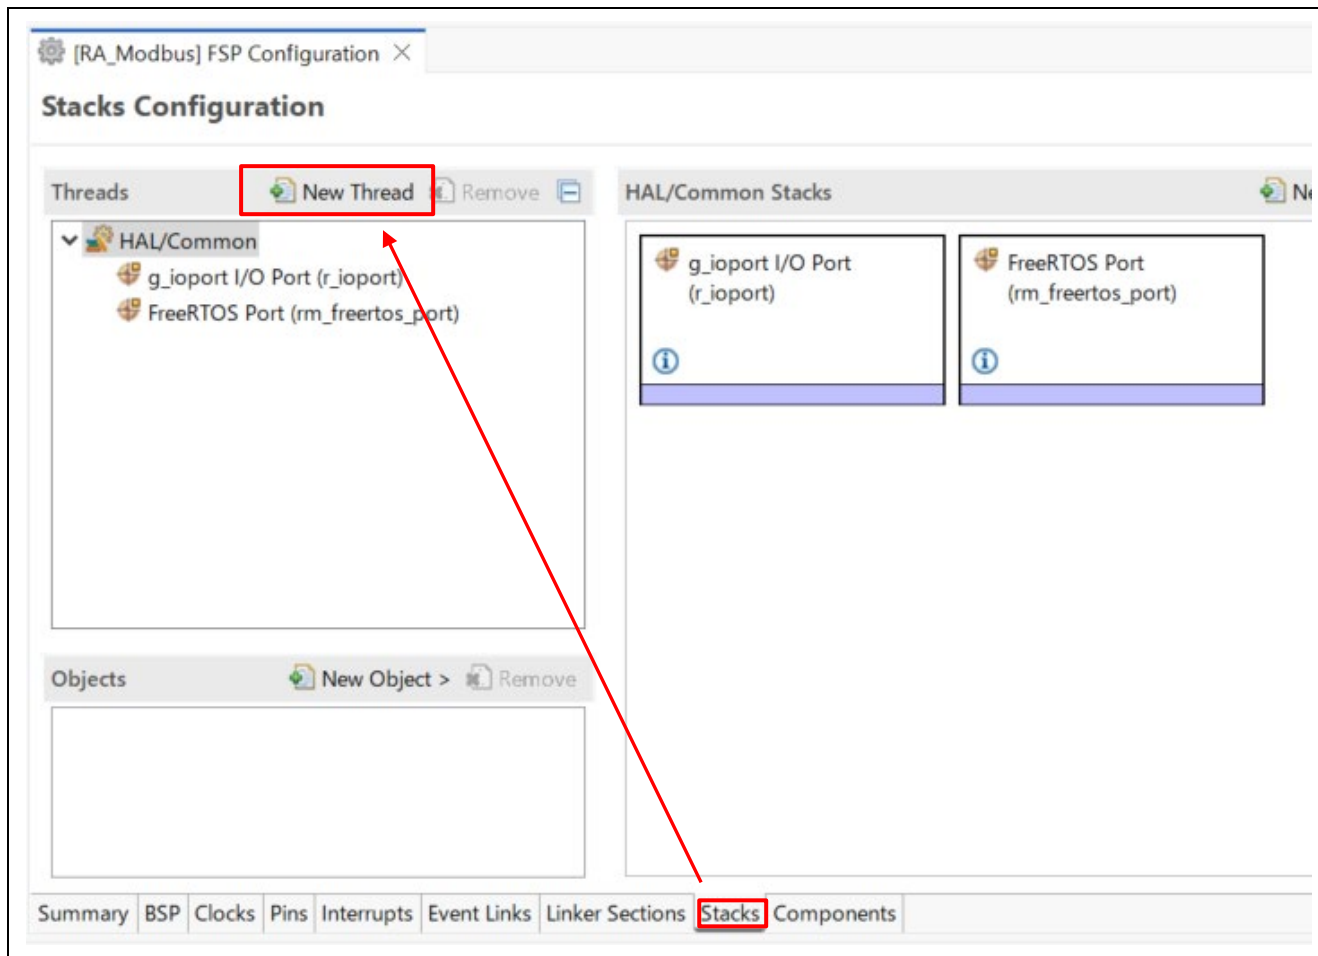 [RA_Modbus] FSP Configuration
Stacks Configuration
Threads
New Thread
Remove
HAL/Common
g_ioport I/O Port (r_ioport)
FreeRTOS Port (rm_freertos_port)
Objects
New Object >
Remove
HAL/Common Stacks
g_ioport I/O Port
(r_ioport)
FreeRTOS Port
(rm_freertos_port)
Summary BSP Clocks Pins Interrupts Event Links Linker Sections Stacks Components